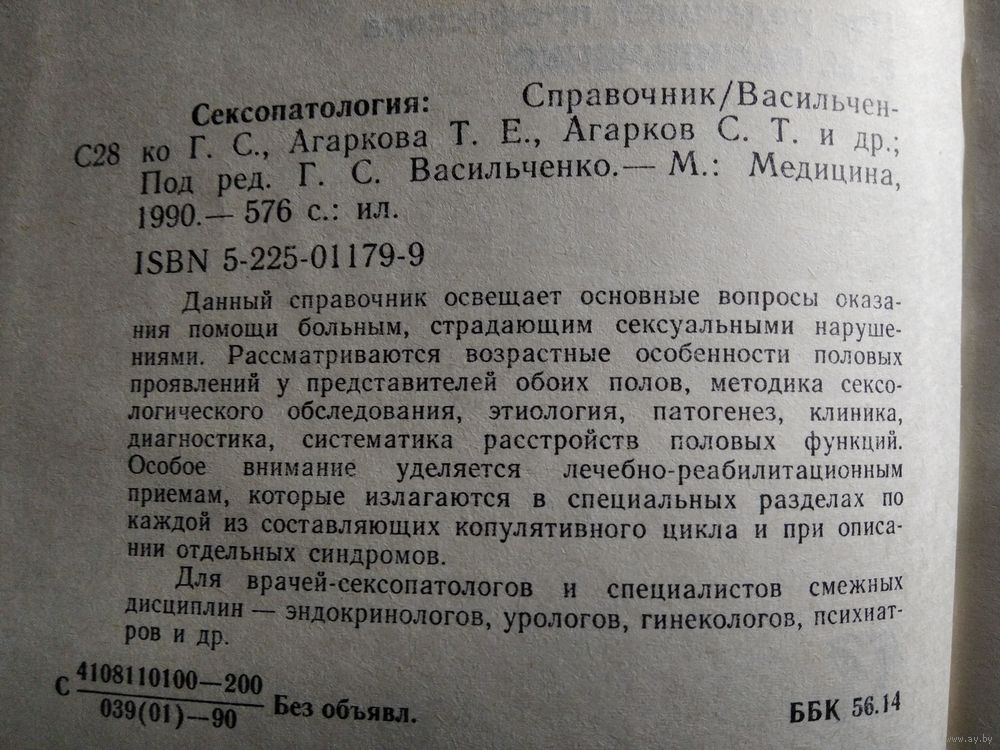 Сексопатология: Справочник/Васильчен-
С28 ко Г. С., Агаркова Т. Е., Агарков С. Т. и др.;
Под ред. Г. С. Васильченко.— М.: Медицина,
1990.— 576 с.: ил.
ISBN 5-225-01179-9
Данный справочник освещает основные вопросы оказа-
ния помощи больным, страдающим сексуальными наруше-
ниями. Рассматриваются возрастные особенности половых
проявлений у представителей обоих полов, методика сексо-
логического обследования, этиология, патогенез, клиника,
диагностика, систематика расстройств половых функций.
Особое внимание уделяется лечебно-реабилитационным
приемам, которые излагаются в специальных разделах по
каждой из составляющих копулятивного цикла и при описа-
нии отдельных синдромов.
Для врачей-сексопатологов и специалистов смежных
дисциплин — эндокринологов, урологов, гинекологов, психиат-
ров и др.
С 4108110100—200
039(01)—90 Без объявл.
ББК 56.14
www.ay.by